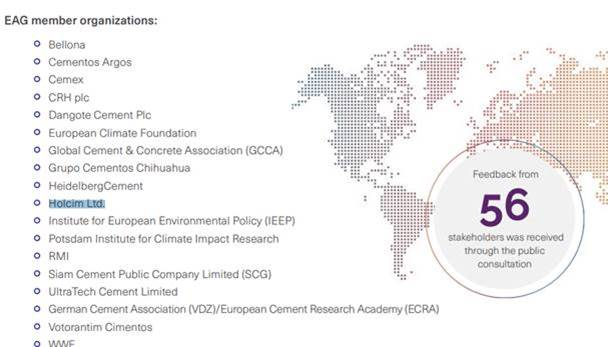 EAG member organizations:
Bellona
Cementos Argos
Cemex
CRH plc
Dangote Cement Plc
European Climate Foundation
Global Cement & Concrete Association (GCCA)
Grupo Cementos Chihuahua
HeidelbergCement
Holcim Ltd.
Institute for European Environmental Policy (IEEP)
Potsdam Institute for Climate Impact Research
RMI
Siam Cement Public Company Limited (SCG)
UltraTech Cement Limited
German Cement Association (VDZ)/European Cement Research Academy (ECRA)
Votorantim Cimentos
WWF
Feedback from
56
stakeholders was received
through the public
consultation